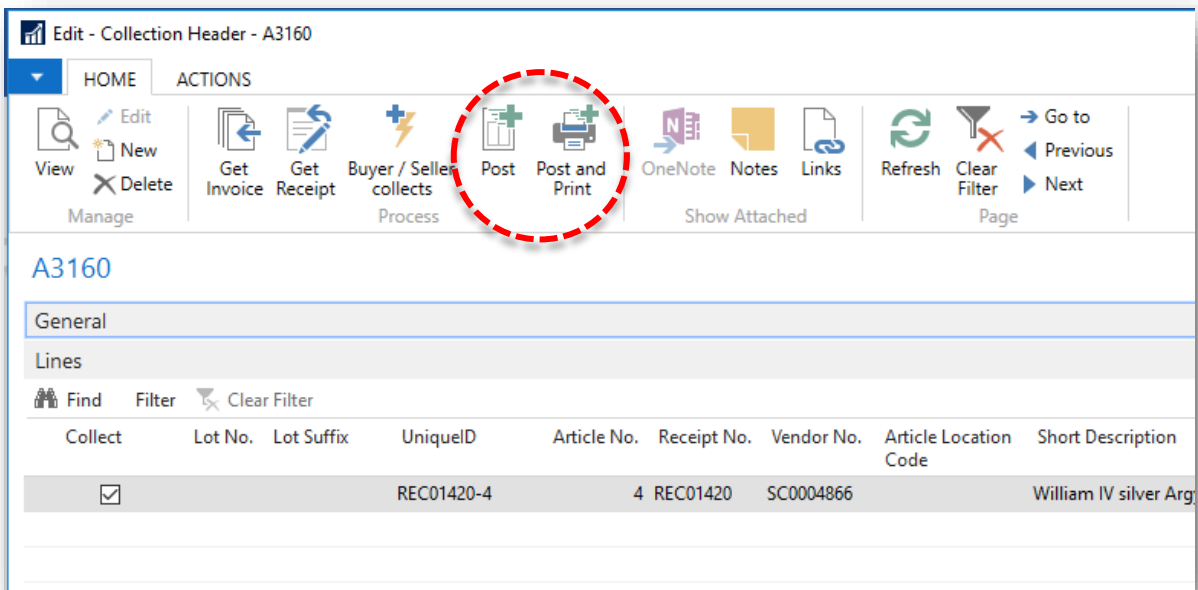 Edit - Collection Header - A3160
HOME ACTIONS
View
Edit
New
Delete
Manage
Get Invoice
Get Receipt
Buyer / Seller collects
Post
Post and Print
Process
OneNote
Notes
Links
Show Attached
Refresh
Clear Filter
Go to
Previous
Next
Page
A3160
General
Lines
Find Filter Clear Filter
Collect Lot No. Lot Suffix UniqueID Article No. Receipt No. Vendor No. Article Location Code Short Description
REC01420-4 4 REC01420 SC0004866 William IV silver Arg